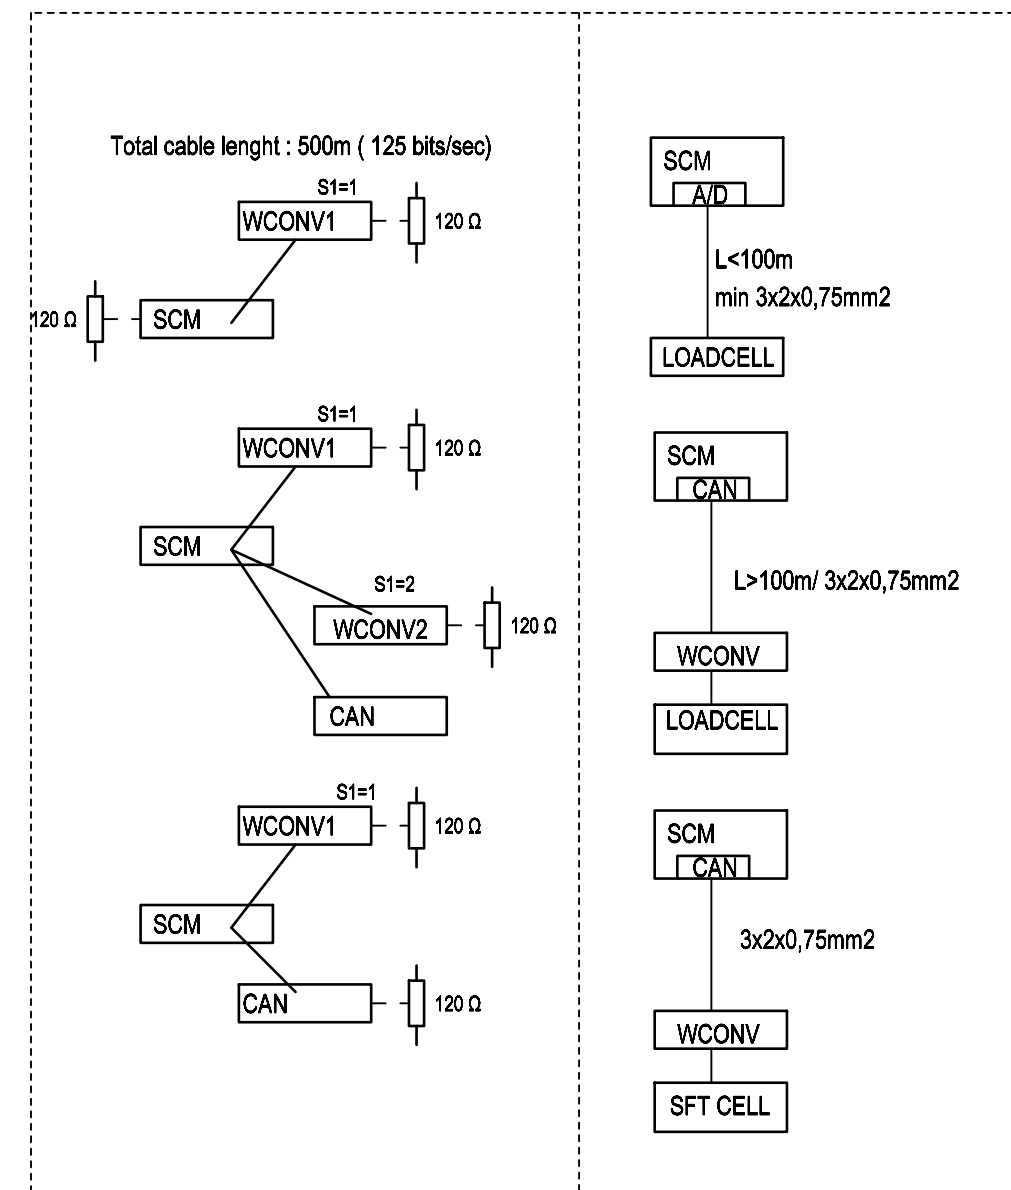 Total cable lenght : 500m ( 125 bits/sec)
S1=1
WCONV1
120 Ω
120 Ω
SCM
S1=1
WCONV1
120 Ω
SCM
S1=2
WCONV2
120 Ω
CAN
S1=1
WCONV1
120 Ω
SCM
CAN
120 Ω
SCM
A/D
L<100m
min 3x2x0,75mm2
LOADCELL
SCM
CAN
L>100m/ 3x2x0,75mm2
WCONV
LOADCELL
SCM
CAN
3x2x0,75mm2
WCONV
SFT CELL